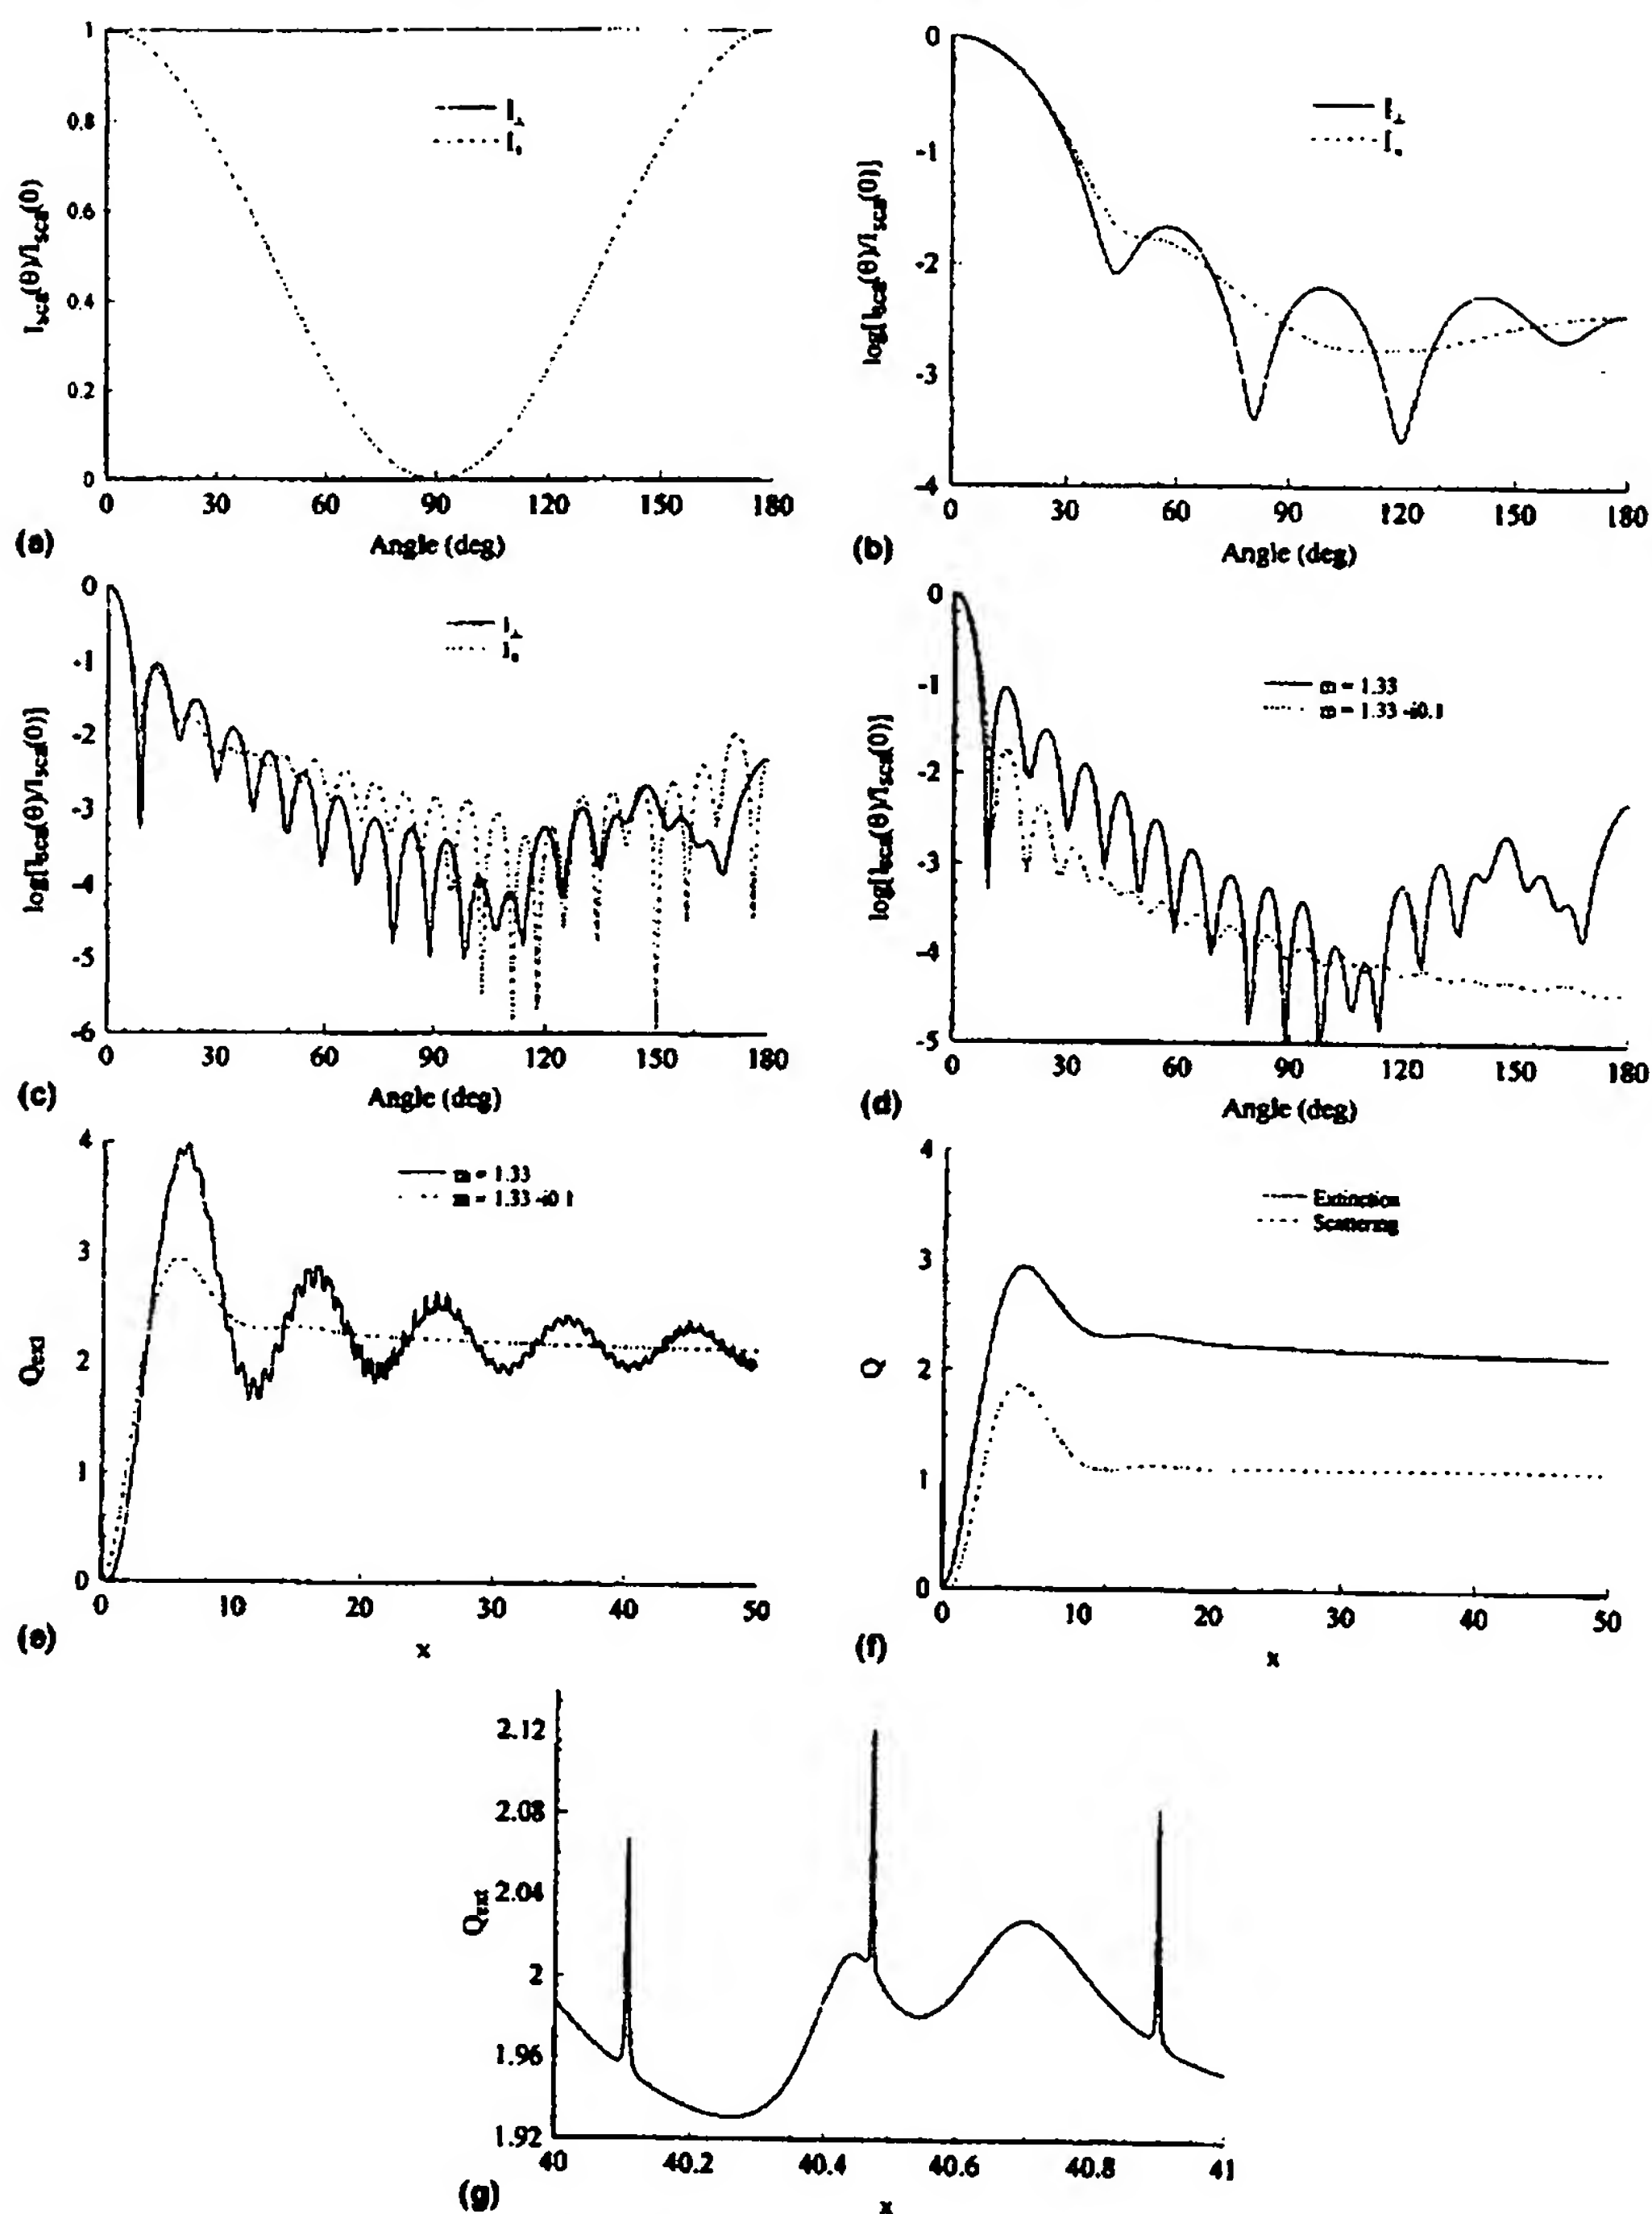 1
0.8
0.6
0.4
0.2
0
0 30 60 90 120 150 180
Isca(θ)/Isca(0)
I⊥
Angle (deg)
(a)
0
-1
-2
-3
-4
0 30 60 90 120 150 180
log[Isca(θ)/Isca(0)]
I⊥
Angle (deg)
(b)
0
-1
-2
-3
-4
-5
-6
0 30 60 90 120 150 180
log[Isca(θ)/Isca(0)]
I⊥
Angle (deg)
(c)
0
-1
-2
-3
-4
-5
0 30 60 90 120 150 180
log[Isca(θ)/Isca(0)]
m = 1.33
m = 1.33 -i0.1
Angle (deg)
(d)
4
3
2
1
0
0 10 20 30 40 50
Qext
m = 1.33
m = 1.33 -i0.1
x
(e)
4
3
2
1
0
0 10 20 30 40 50
Q
Extinction
Scattering
x
(f)
2.12
2.08
2.04
2
1.96
1.92
40 40.2 40.4 40.6 40.8 41
Qext
x
(g)